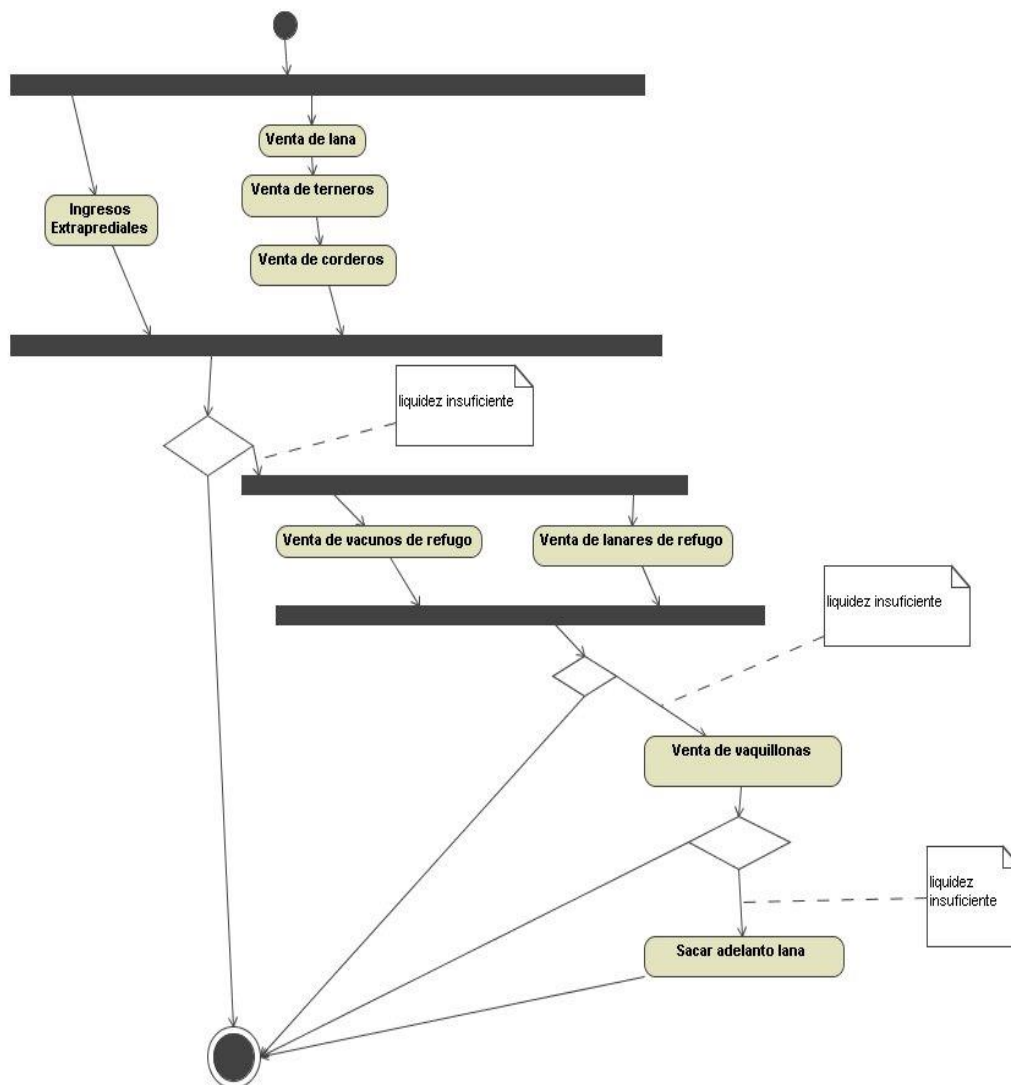 Venta de lana
Venta de terneros
Ingresos
Extraprediales
Venta de corderos
liquidez insuficiente
Venta de vacunos de refugo
Venta de lanares de refugo
liquidez insuficiente
Venta de vaquillonas
liquidez
insuficiente
Sacar adelanto lana